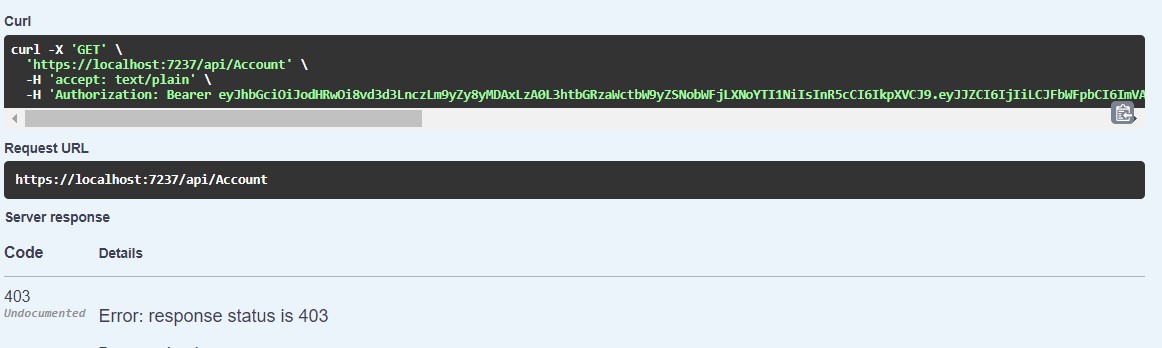 Curl
curl -X 'GET' \
'https://localhost:7237/api/Account' \
-H 'accept: text/plain' \
-H 'Authorization: Bearer eyJhbGciOiJodHRwOi8vd3d3LnczLm9yZy8yMDAxLzA0L3htbGRzaWctbW9yZSNobWFjLXNoYTI1NiIsInR5cCI6IkpXVCJ9.eyJJZCI6IjIiLCJFbWFpbCI6ImVA
Request URL
https://localhost:7237/api/Account
Server response
Code Details
403
Undocumented
Error: response status is 403